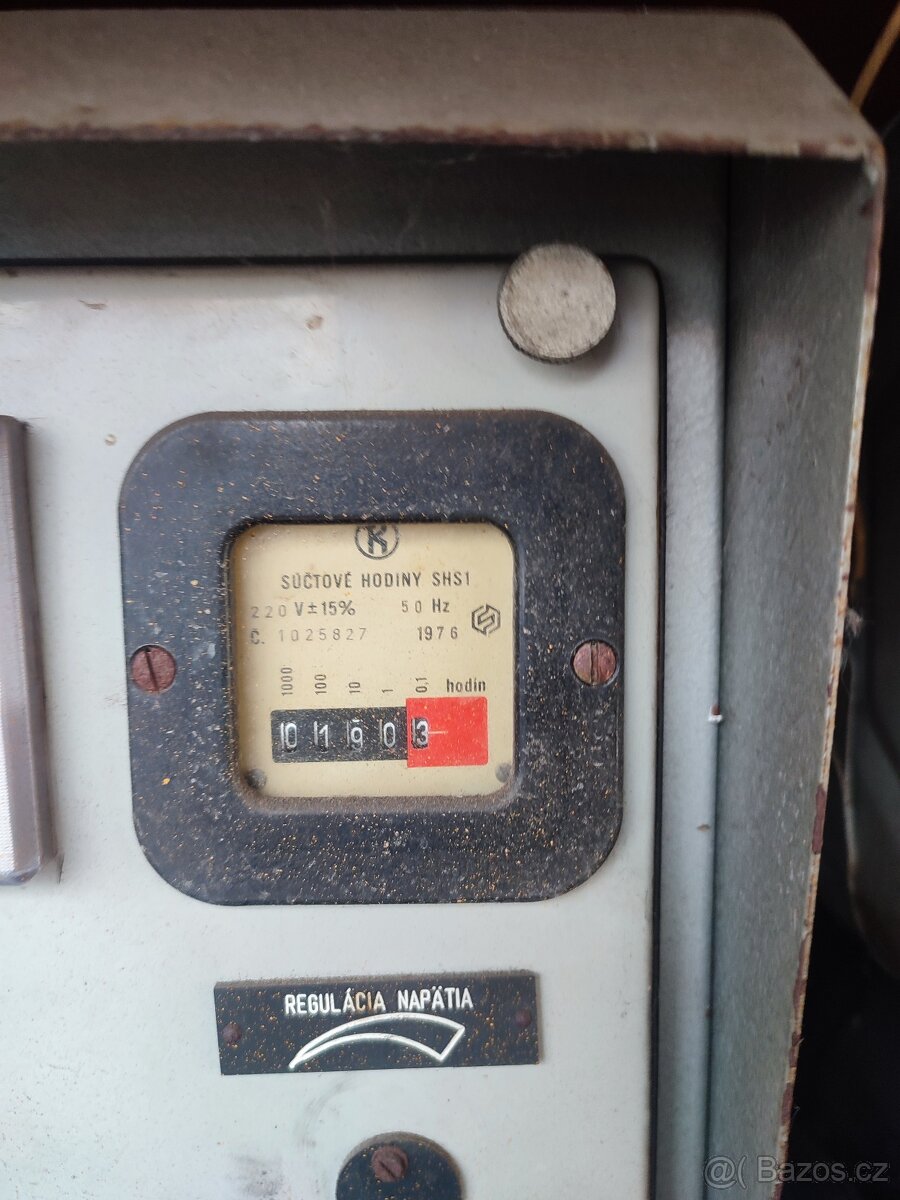 K
SÚČTOVÉ HODINY SHS1
220 V ± 15% 50 Hz
Č. 1025827 1976
1000 100 10 1 0,1 hodin
0 1 9 0 3
REGULÁCIA NAPÄTIA
@( Bazos.cz